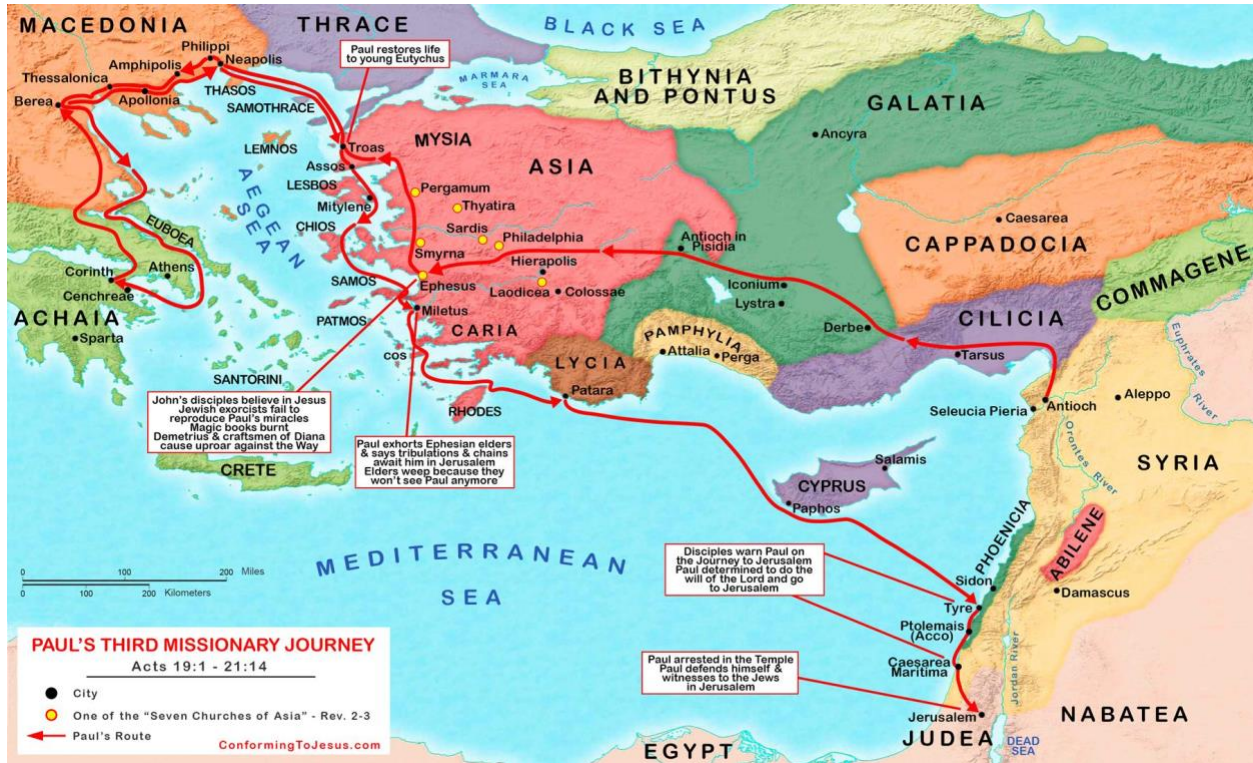 MACEDONIA
THRACE
BLACK SEA
Philippi
Neapolis
Amphipolis
Thessalonica
Berea
Apollonia
THASOS
SAMOTHRACE
Paul restores life
to young Eutychus
MARMARA
SEA
BITHYNIA
AND PONTUS
GALATIA
Ancyra
LEMNOS
Troas
MYSIA
ASIA
Assos
LESBOS
Mitylene
Pergamum
Thyatira
AEGEAN
SEA
CHIOS
Sardis
Philadelphia
Smyrna
EUBOEA
Antioch in
Pisidia
Caesarea
CAPPADOCIA
COMMAGENE
Corinth
Athens
Cenchreae
SAMOS
Ephesus
Hierapolis
Laodicea
Colossae
Iconium
Lystra
Derbe
CILICIA
Tarsus
Euphrates
River
ACHAIA
Sparta
PATMOS
Miletus
CARIA
PAMPHYLIA
Attalia
Perga
COS
LYCIA
Patara
SANTORINI
RHODES
Seleucia Pieria
Antioch
Aleppo
Orontes
River
SYRIA
John's disciples believe in Jesus
Jewish exorcists fail to
reproduce Paul's miracles
Magic books burnt
Demetrius & craftsmen of Diana
cause uproar against the Way
Paul exhorts Ephesian elders
& says tribulations & chains
await him in Jerusalem
Elders weep because they
won't see Paul anymore
CRETE
Salamis
CYPRUS
Paphos
MEDITERRANEAN
SEA
PHOENICIA
ABILENE
Disciples warn Paul on
the Journey to Jerusalem
Paul determined to do the
will of the Lord and go
to Jerusalem
Sidon
Damascus
Tyre
Ptolemais
(Acco)
100 200 Miles
100 200 Kilometers
Paul arrested in the Temple
Paul defends himself &
witnesses to the Jews
in Jerusalem
Caesarea
Maritima
Jordan River
Jerusalem
JUDEA
DEAD
SEA
NABATEA
EGYPT
PAUL'S THIRD MISSIONARY JOURNEY
Acts 19:1 - 21:14
City
One of the "Seven Churches of Asia" - Rev. 2-3
Paul's Route
ConformingToJesus.com